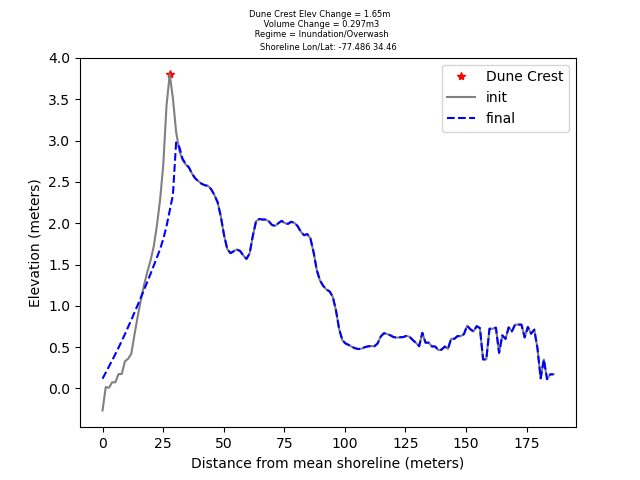 Dune Crest Elev Change = 1.65m
Volume Change = 0.297m3
Regime = Inundation/Overwash
Shoreline Lon/Lat: -77.486 34.46
4.0
3.5
3.0
2.5
2.0
1.5
1.0
0.5
0.0
Elevation (meters)
Dune Crest
init
final
0 25 50 75 100 125 150 175
Distance from mean shoreline (meters)